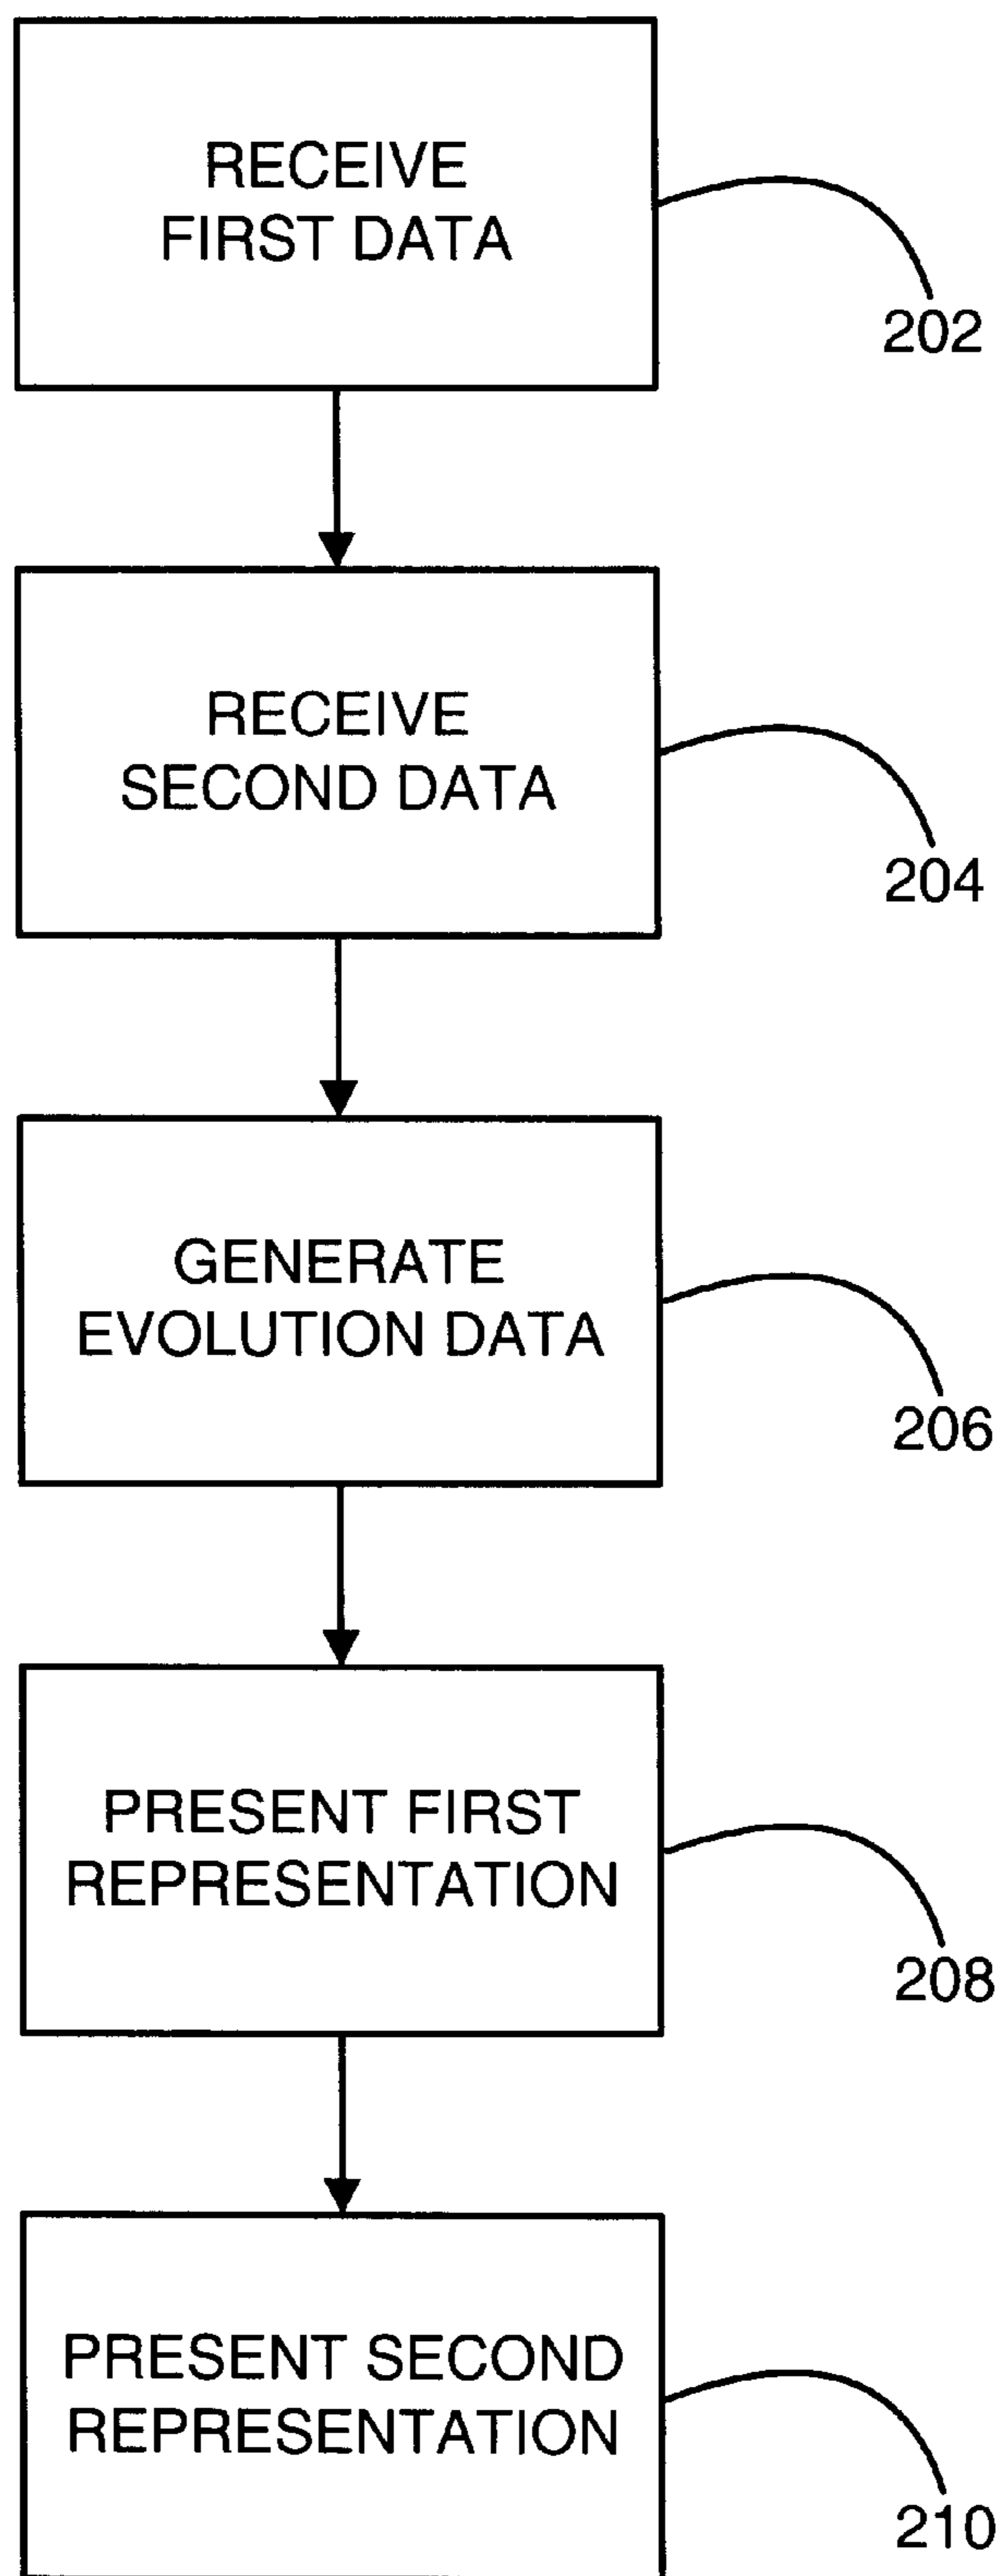 RECEIVE
FIRST DATA
202
RECEIVE
SECOND DATA
204
GENERATE
EVOLUTION DATA
206
PRESENT FIRST
REPRESENTATION
208
PRESENT SECOND
REPRESENTATION
210